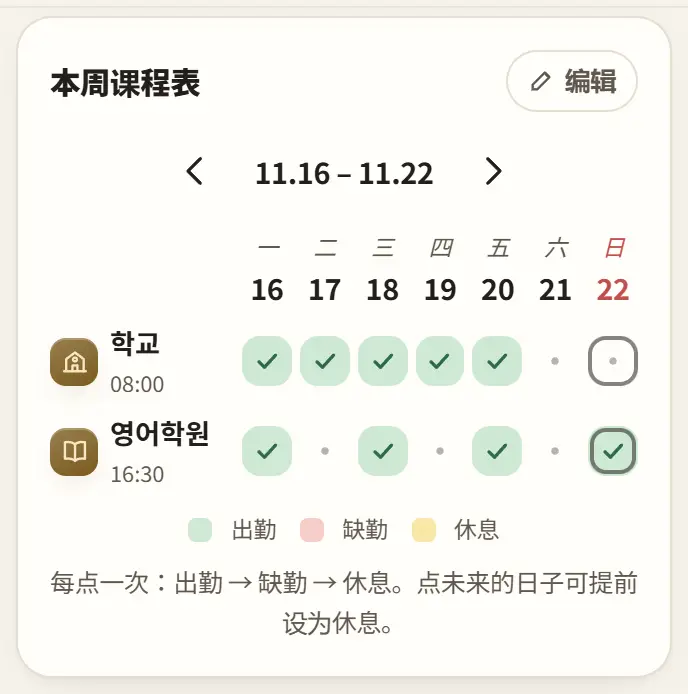 本周课程表
编辑
11.16 – 11.22
一 二 三 四 五 六 日
16 17 18 19 20 21 22
학교
08:00
영어학원
16:30
出勤 缺勤 休息
每点一次：出勤 → 缺勤 → 休息。点未来的日子可提前
设为休息。